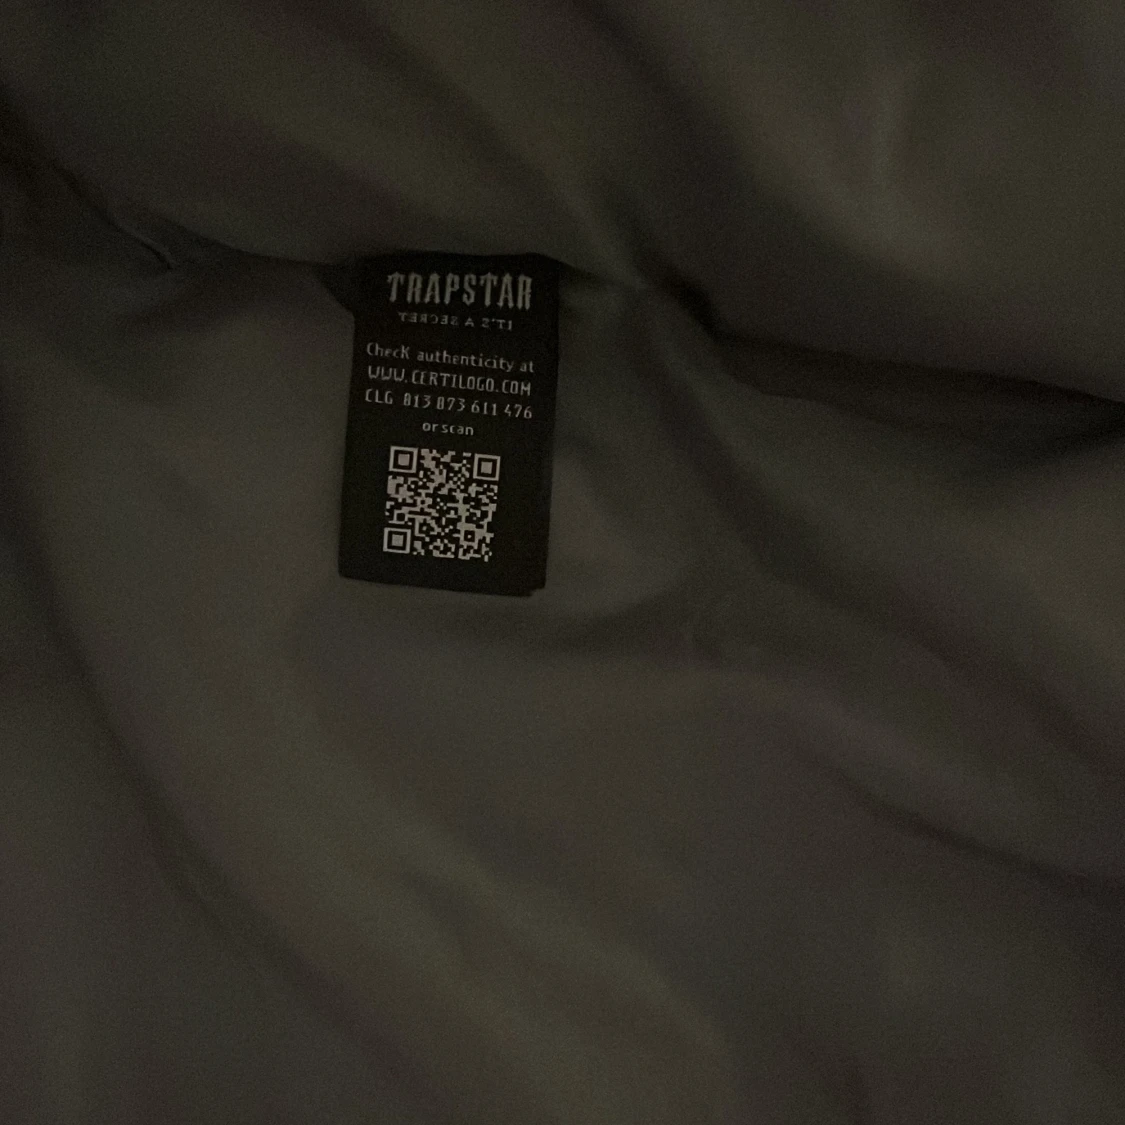 TRAPSTAR
IT'S A SECRET
Check authenticity at
WWW.CERTILOGO.COM
CLG 813 873 611 476
or scan